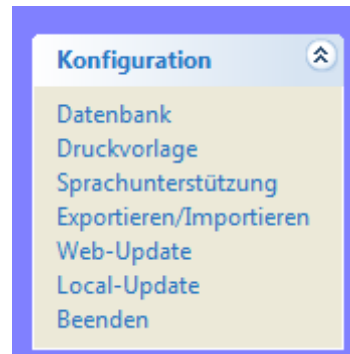 Konfiguration
Datenbank
Druckvorlage
Sprachunterstützung
Exportieren/Importieren
Web-Update
Local-Update
Beenden